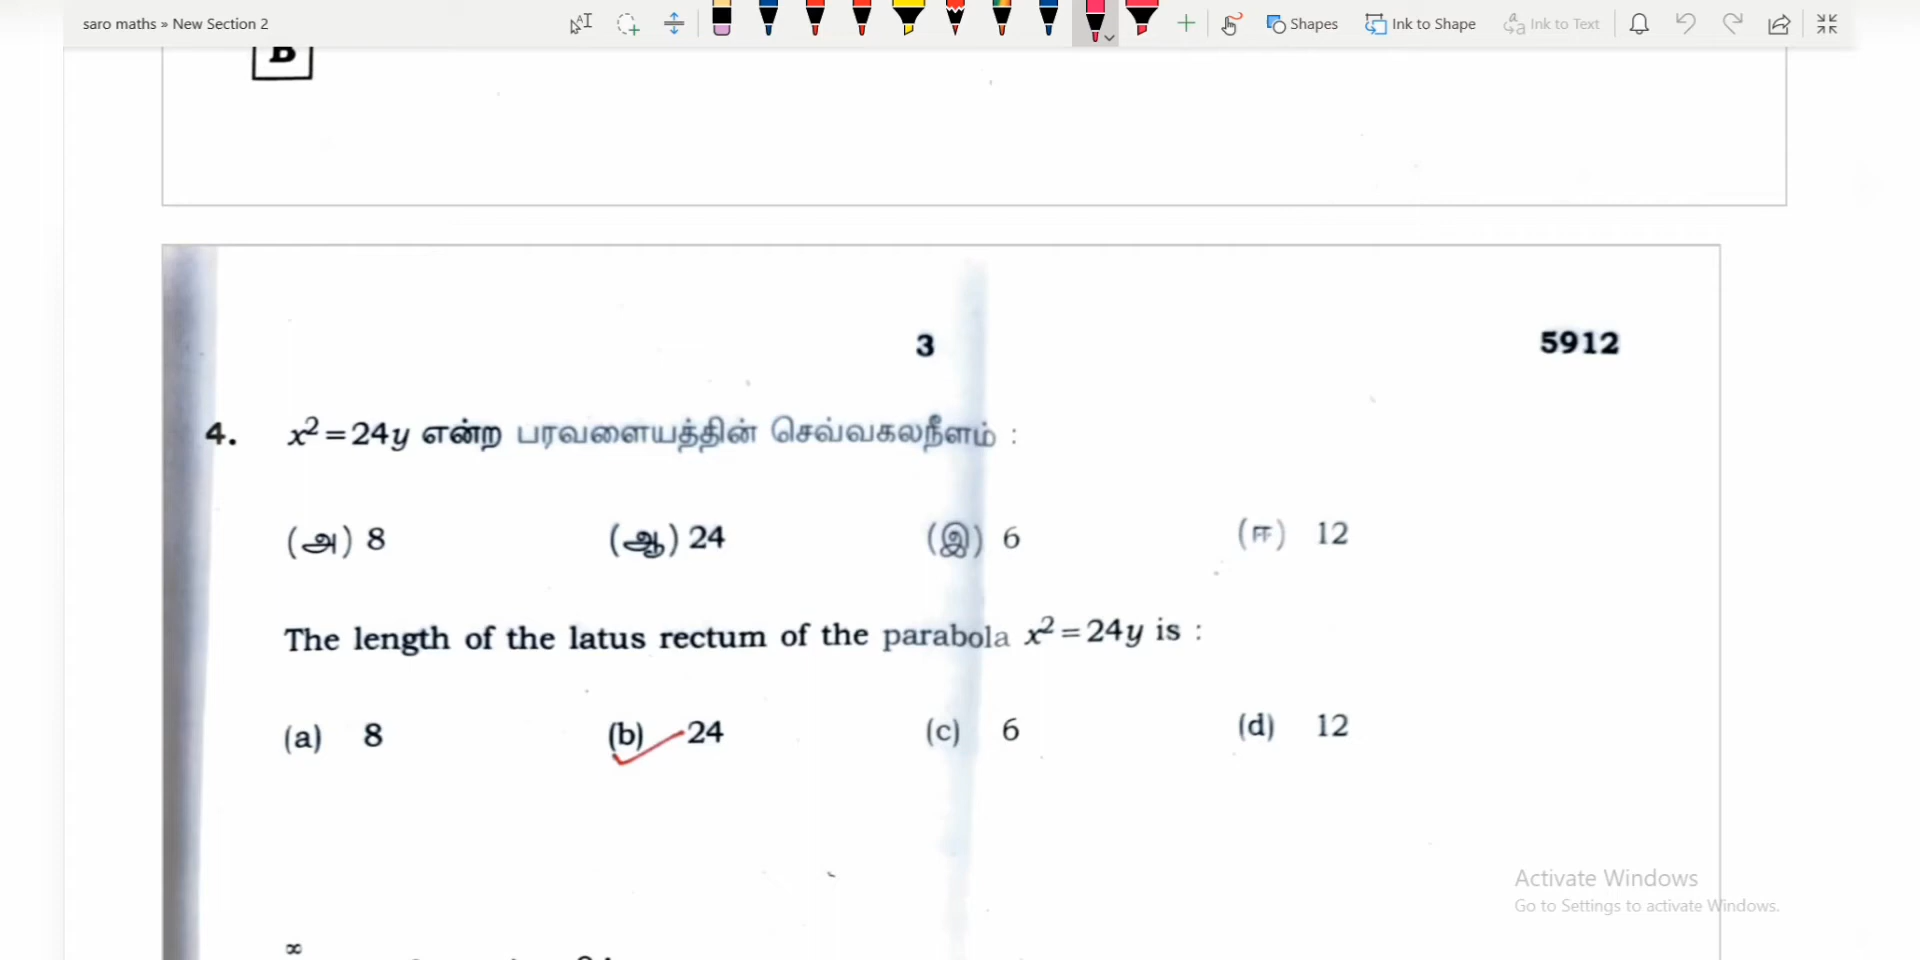 saro maths » New Section 2
Shapes
Ink to Shape
Ink to Text
B
3
5912
4. x²=24y என்ற பரவளையத்தின் செவ்வகலநீளம் :
(அ) 8 (ஆ) 24 (இ) 6 (ஈ) 12
The length of the latus rectum of the parabola x²=24y is :
(a) 8 (b) 24 (c) 6 (d) 12
Activate Windows
Go to Settings to activate Windows.
∞